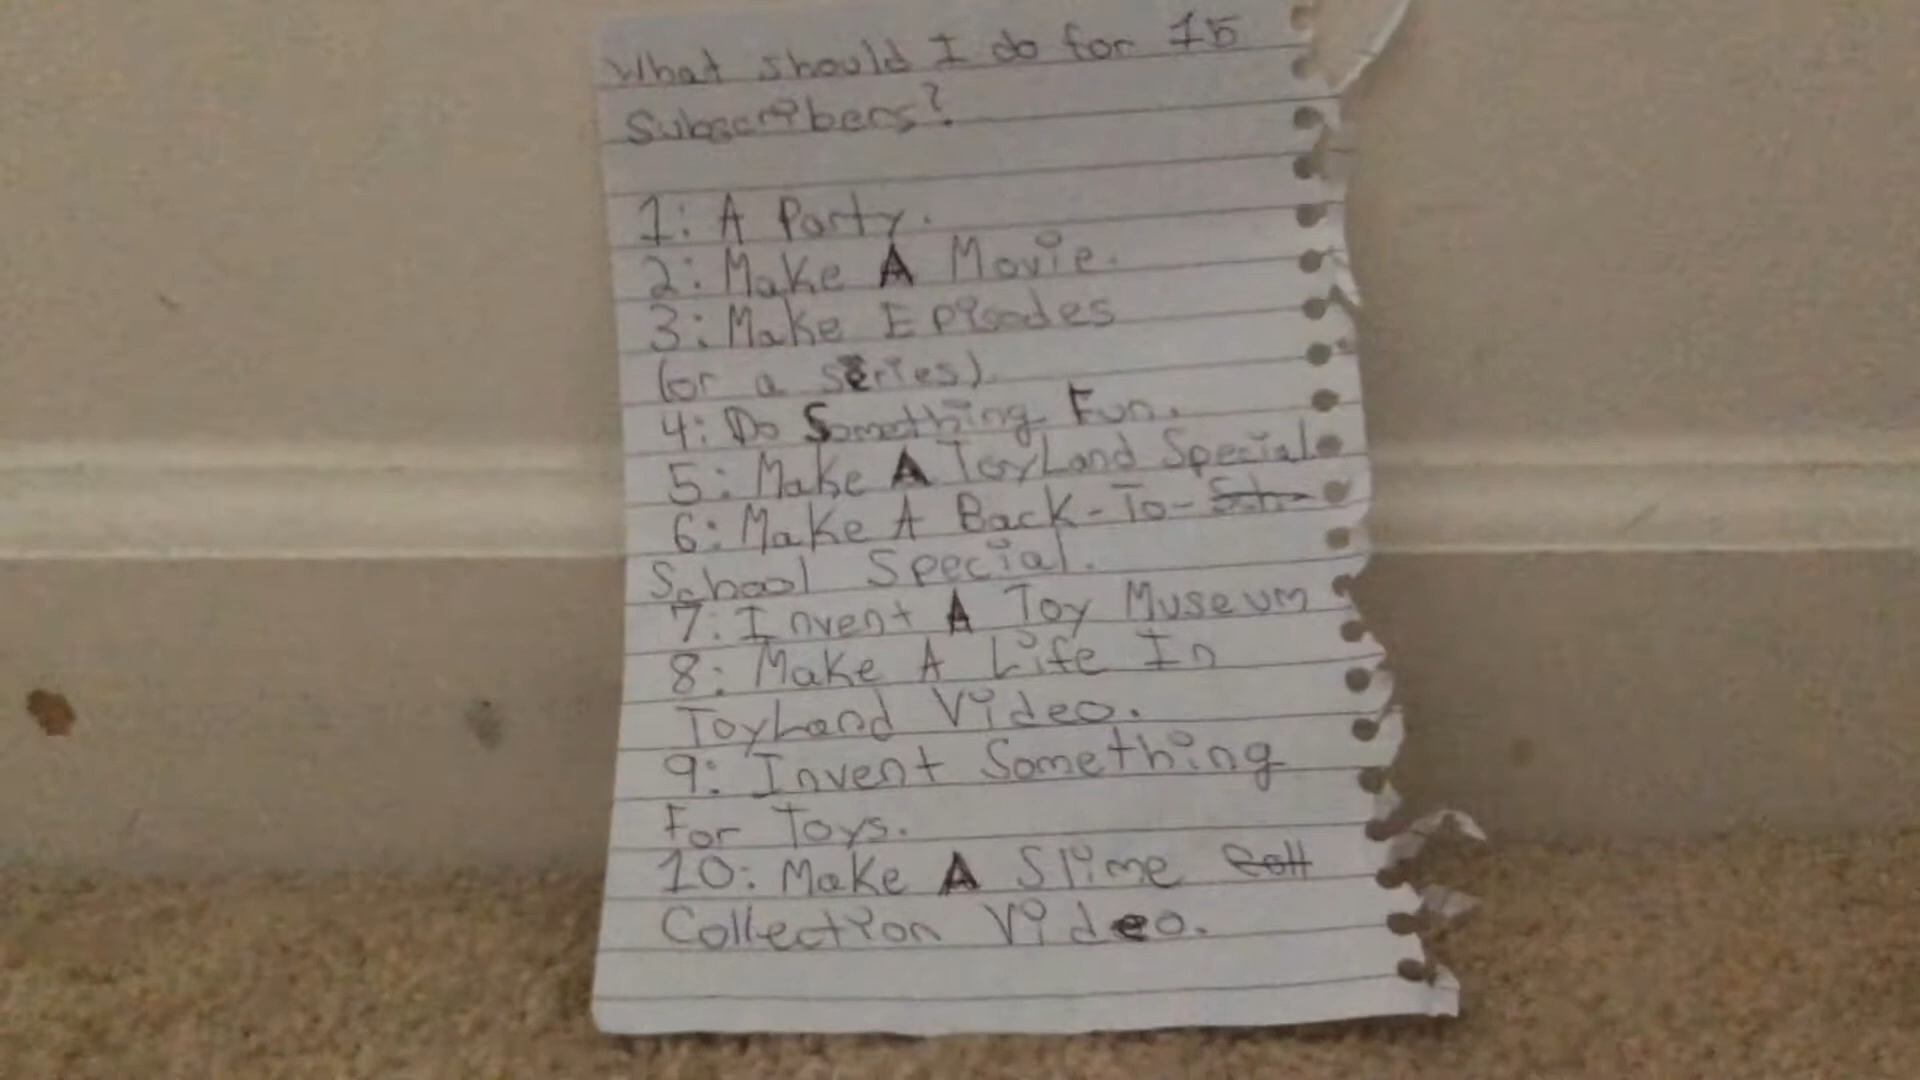 What should I do for 15
Subscribers?
1: A Party.
2: Make A Movie.
3: Make Episodes
(or a series).
4: Do Something Fun.
5: Make A ToyLand Special.
6: Make A Back-To-Sch
School Special.
7: Invent A Toy Museum
8: Make A Life In
ToyLand Video.
9: Invent Something
For Toys.
10: Make A Slime Coll
Collection Video.